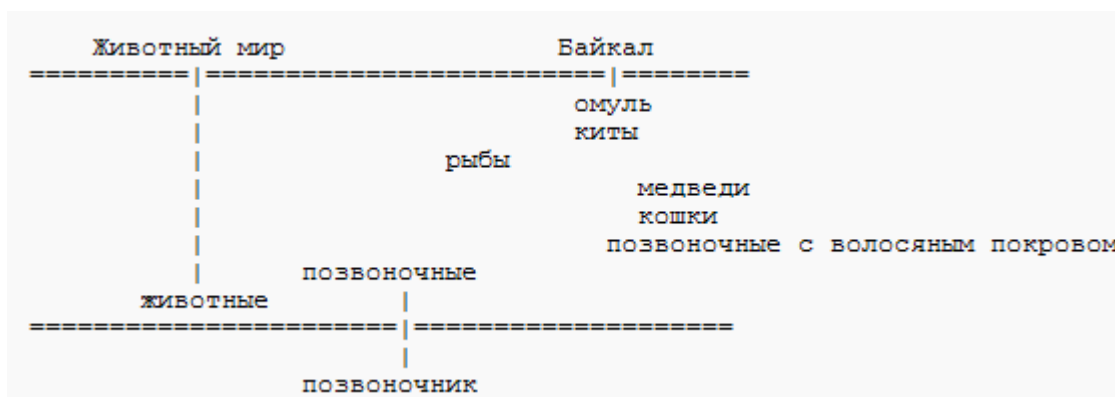 Животный мир Байкал
==========|=========================|========
| омуль
| киты
| рыбы
| медведи
| кошки
| позвоночные с волосяным покровом
| позвоночные
животные |
=======================|====================
|
позвоночник